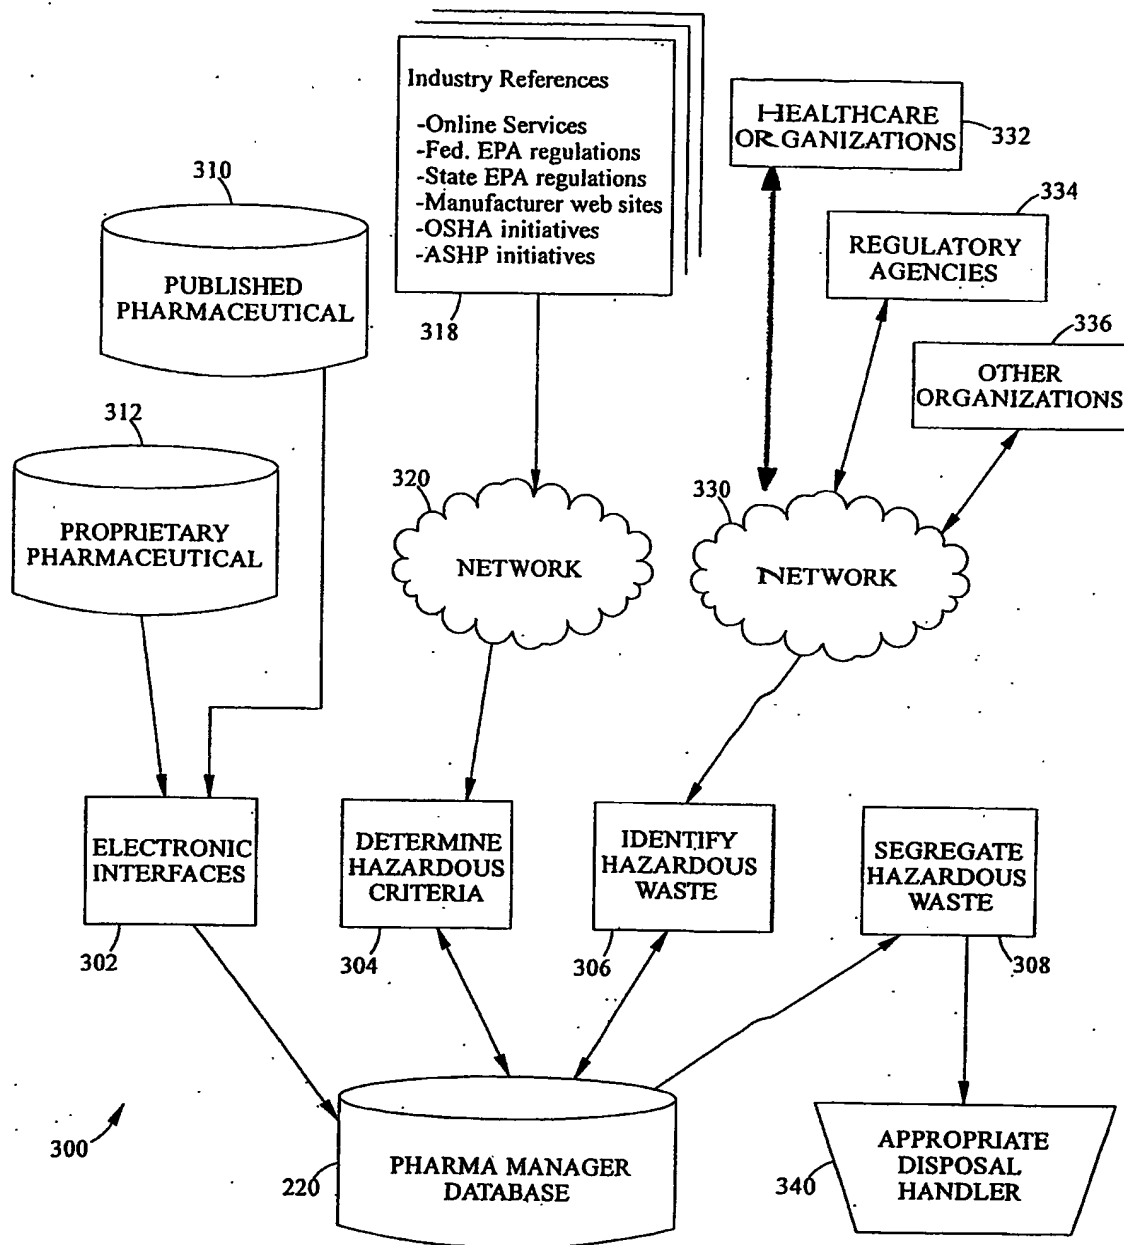 Industry References
-Online Services
-Fed. EPA regulations
-State EPA regulations
-Manufacturer web sites
-OSHA initiatives
-ASHP initiatives
318
HEALTHCARE
ORGANIZATIONS
332
334
REGULATORY
AGENCIES
336
OTHER
ORGANIZATIONS
310
PUBLISHED
PHARMACEUTICAL
312
PROPRIETARY
PHARMACEUTICAL
320
NETWORK
330
NETWORK
ELECTRONIC
INTERFACES
302
DETERMINE
HAZARDOUS
CRITERIA
304
IDENTIFY
HAZARDOUS
WASTE
306
SEGREGATE
HAZARDOUS
WASTE
308
300
220
PHARMA MANAGER
DATABASE
340
APPROPRIATE
DISPOSAL
HANDLER